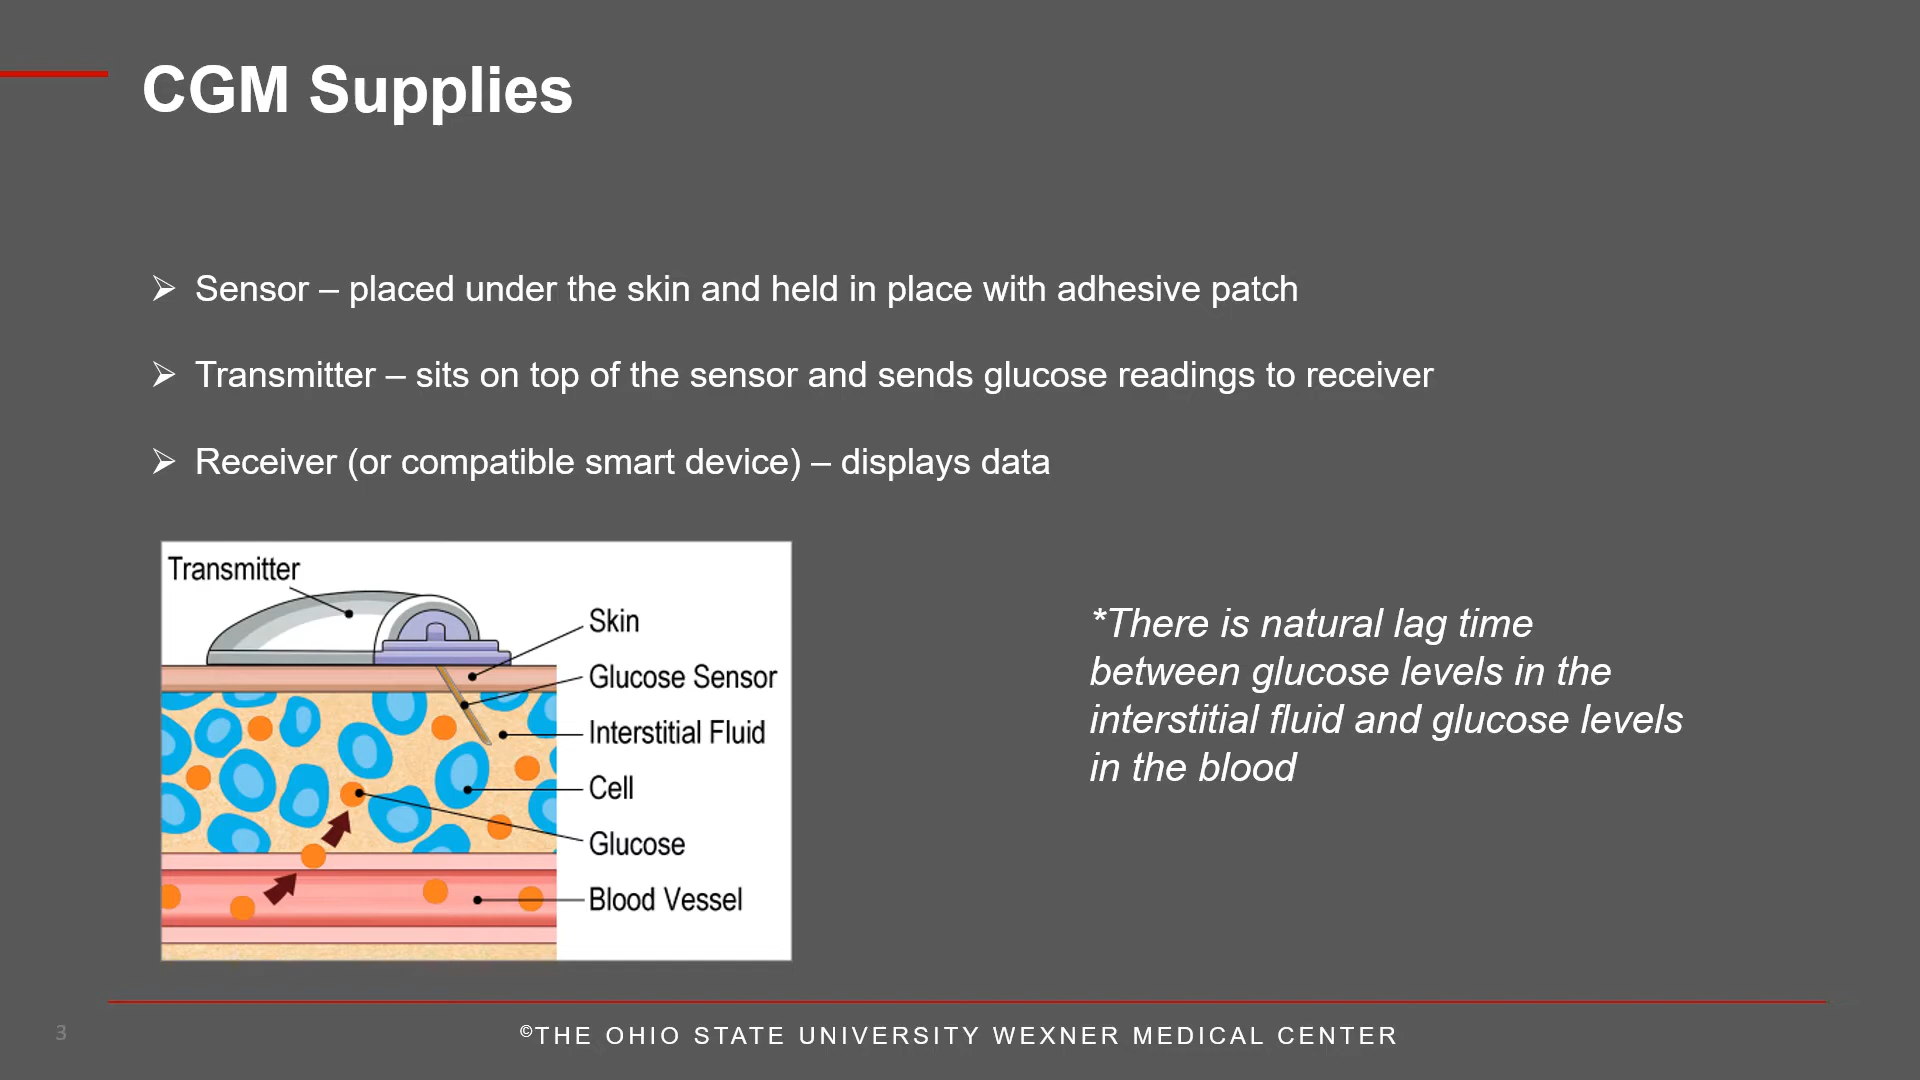 CGM Supplies
➢ Sensor – placed under the skin and held in place with adhesive patch
➢ Transmitter – sits on top of the sensor and sends glucose readings to receiver
➢ Receiver (or compatible smart device) – displays data
Transmitter
Skin
Glucose Sensor
Interstitial Fluid
Cell
Glucose
Blood Vessel
*There is natural lag time
between glucose levels in the
interstitial fluid and glucose levels
in the blood
3
©THE OHIO STATE UNIVERSITY WEXNER MEDICAL CENTER